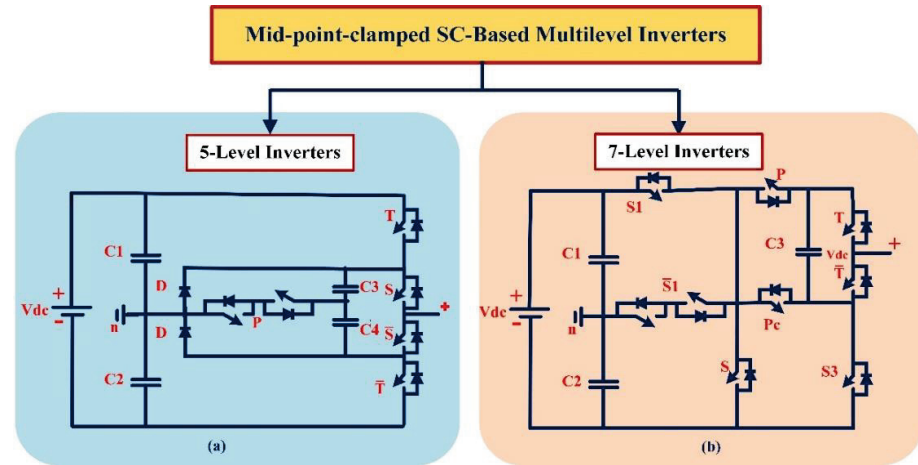 Mid-point-clamped SC-Based Multilevel Inverters
5-Level Inverters
7-Level Inverters
T
C1
D
C3
S
+
Vdc
-
n
P
+
D
C4
S̅
C2
T̅
(a)
P
S1
T
C1
C3
Vdc
+
T̅
S̅1
+
Vdc
-
n
Pc
C2
S
S3
(b)